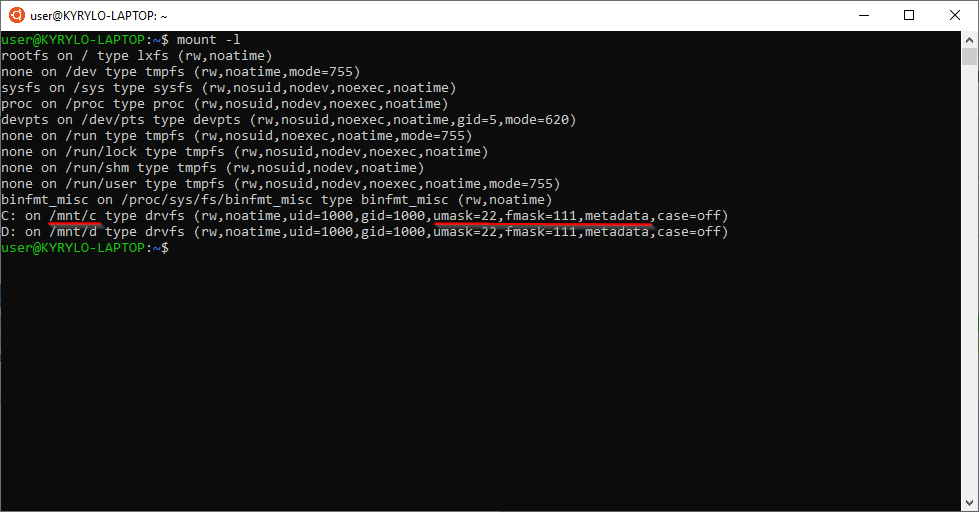 user@KYRYLO-LAPTOP: ~
user@KYRYLO-LAPTOP:~$ mount -l
rootfs on / type lxfs (rw,noatime)
none on /dev type tmpfs (rw,noatime,mode=755)
sysfs on /sys type sysfs (rw,nosuid,nodev,noexec,noatime)
proc on /proc type proc (rw,nosuid,nodev,noexec,noatime)
devpts on /dev/pts type devpts (rw,nosuid,noexec,noatime,gid=5,mode=620)
none on /run type tmpfs (rw,nosuid,noexec,noatime,mode=755)
none on /run/lock type tmpfs (rw,nosuid,nodev,noexec,noatime)
none on /run/shm type tmpfs (rw,nosuid,nodev,noatime)
none on /run/user type tmpfs (rw,nosuid,nodev,noexec,noatime,mode=755)
binfmt_misc on /proc/sys/fs/binfmt_misc type binfmt_misc (rw,noatime)
C: on /mnt/c type drvfs (rw,noatime,uid=1000,gid=1000,umask=22,fmask=111,metadata,case=off)
D: on /mnt/d type drvfs (rw,noatime,uid=1000,gid=1000,umask=22,fmask=111,metadata,case=off)
user@KYRYLO-LAPTOP:~$